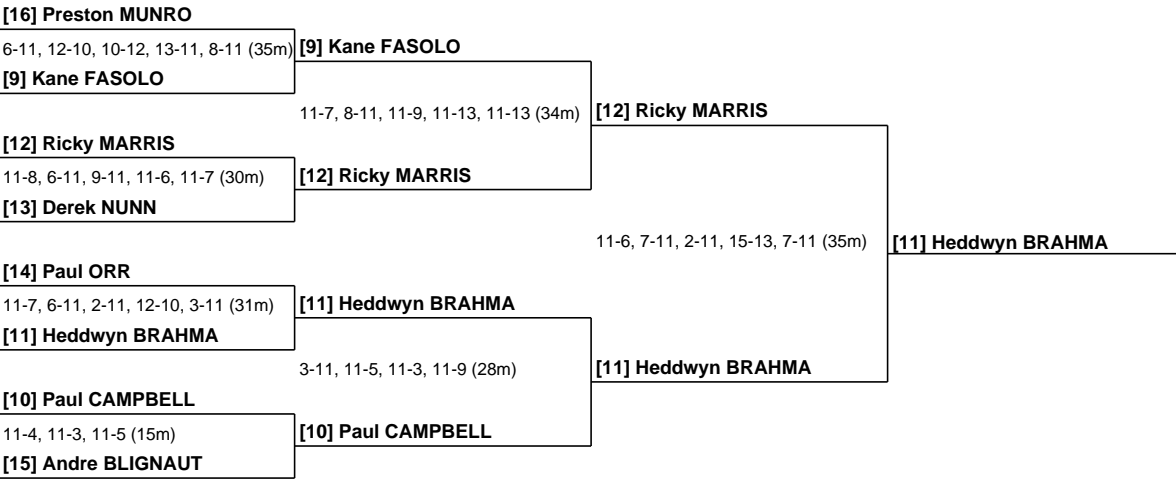 [16] Preston MUNRO
6-11, 12-10, 10-12, 13-11, 8-11 (35m)
[9] Kane FASOLO
[12] Ricky MARRIS
11-8, 6-11, 9-11, 11-6, 11-7 (30m)
[13] Derek NUNN
[14] Paul ORR
11-7, 6-11, 2-11, 12-10, 3-11 (31m)
[11] Heddwyn BRAHMA
[10] Paul CAMPBELL
11-4, 11-3, 11-5 (15m)
[15] Andre BLIGNAUT
[9] Kane FASOLO
11-7, 8-11, 11-9, 11-13, 11-13 (34m)
[12] Ricky MARRIS
[11] Heddwyn BRAHMA
3-11, 11-5, 11-3, 11-9 (28m)
[10] Paul CAMPBELL
[12] Ricky MARRIS
11-6, 7-11, 2-11, 15-13, 7-11 (35m)
[11] Heddwyn BRAHMA
[11] Heddwyn BRAHMA